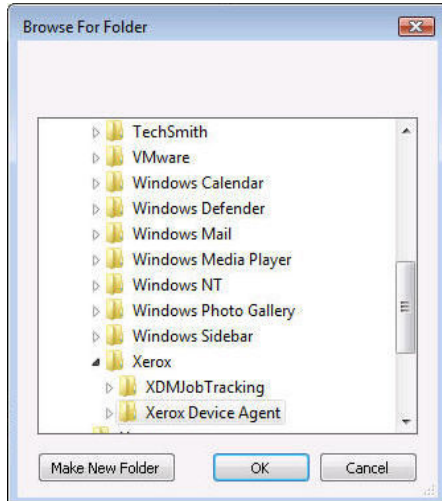 Browse For Folder
TechSmith
VMware
Windows Calendar
Windows Defender
Windows Mail
Windows Media Player
Windows NT
Windows Photo Gallery
Windows Sidebar
Xerox
XDMJobTracking
Xerox Device Agent
Make New Folder OK Cancel